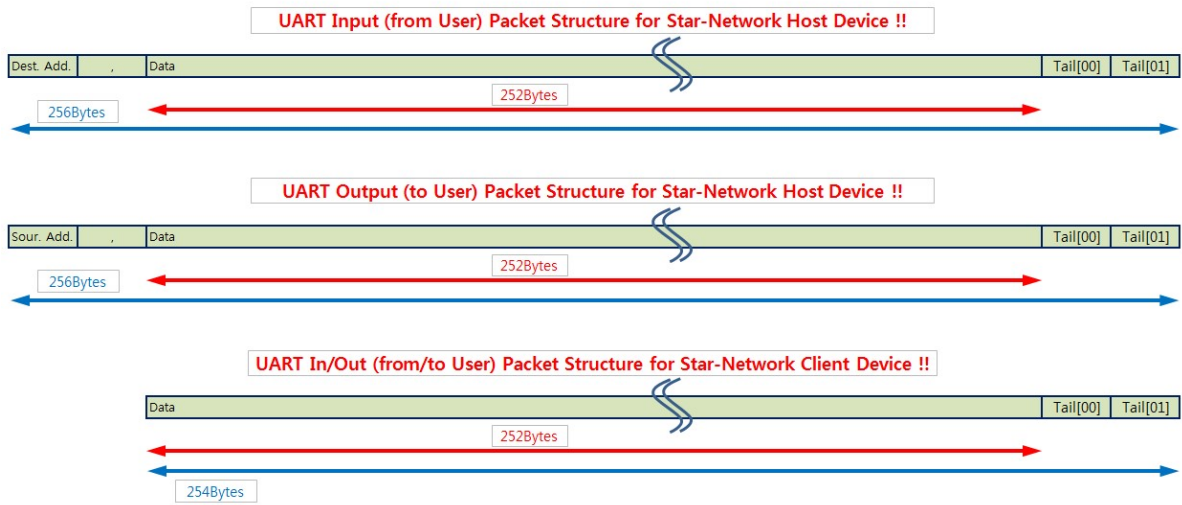 UART Input (from User) Packet Structure for Star-Network Host Device !!
Dest. Add. , Data Tail[00] Tail[01]
252Bytes
256Bytes
UART Output (to User) Packet Structure for Star-Network Host Device !!
Sour. Add. , Data Tail[00] Tail[01]
252Bytes
256Bytes
UART In/Out (from/to User) Packet Structure for Star-Network Client Device !!
Data Tail[00] Tail[01]
252Bytes
254Bytes